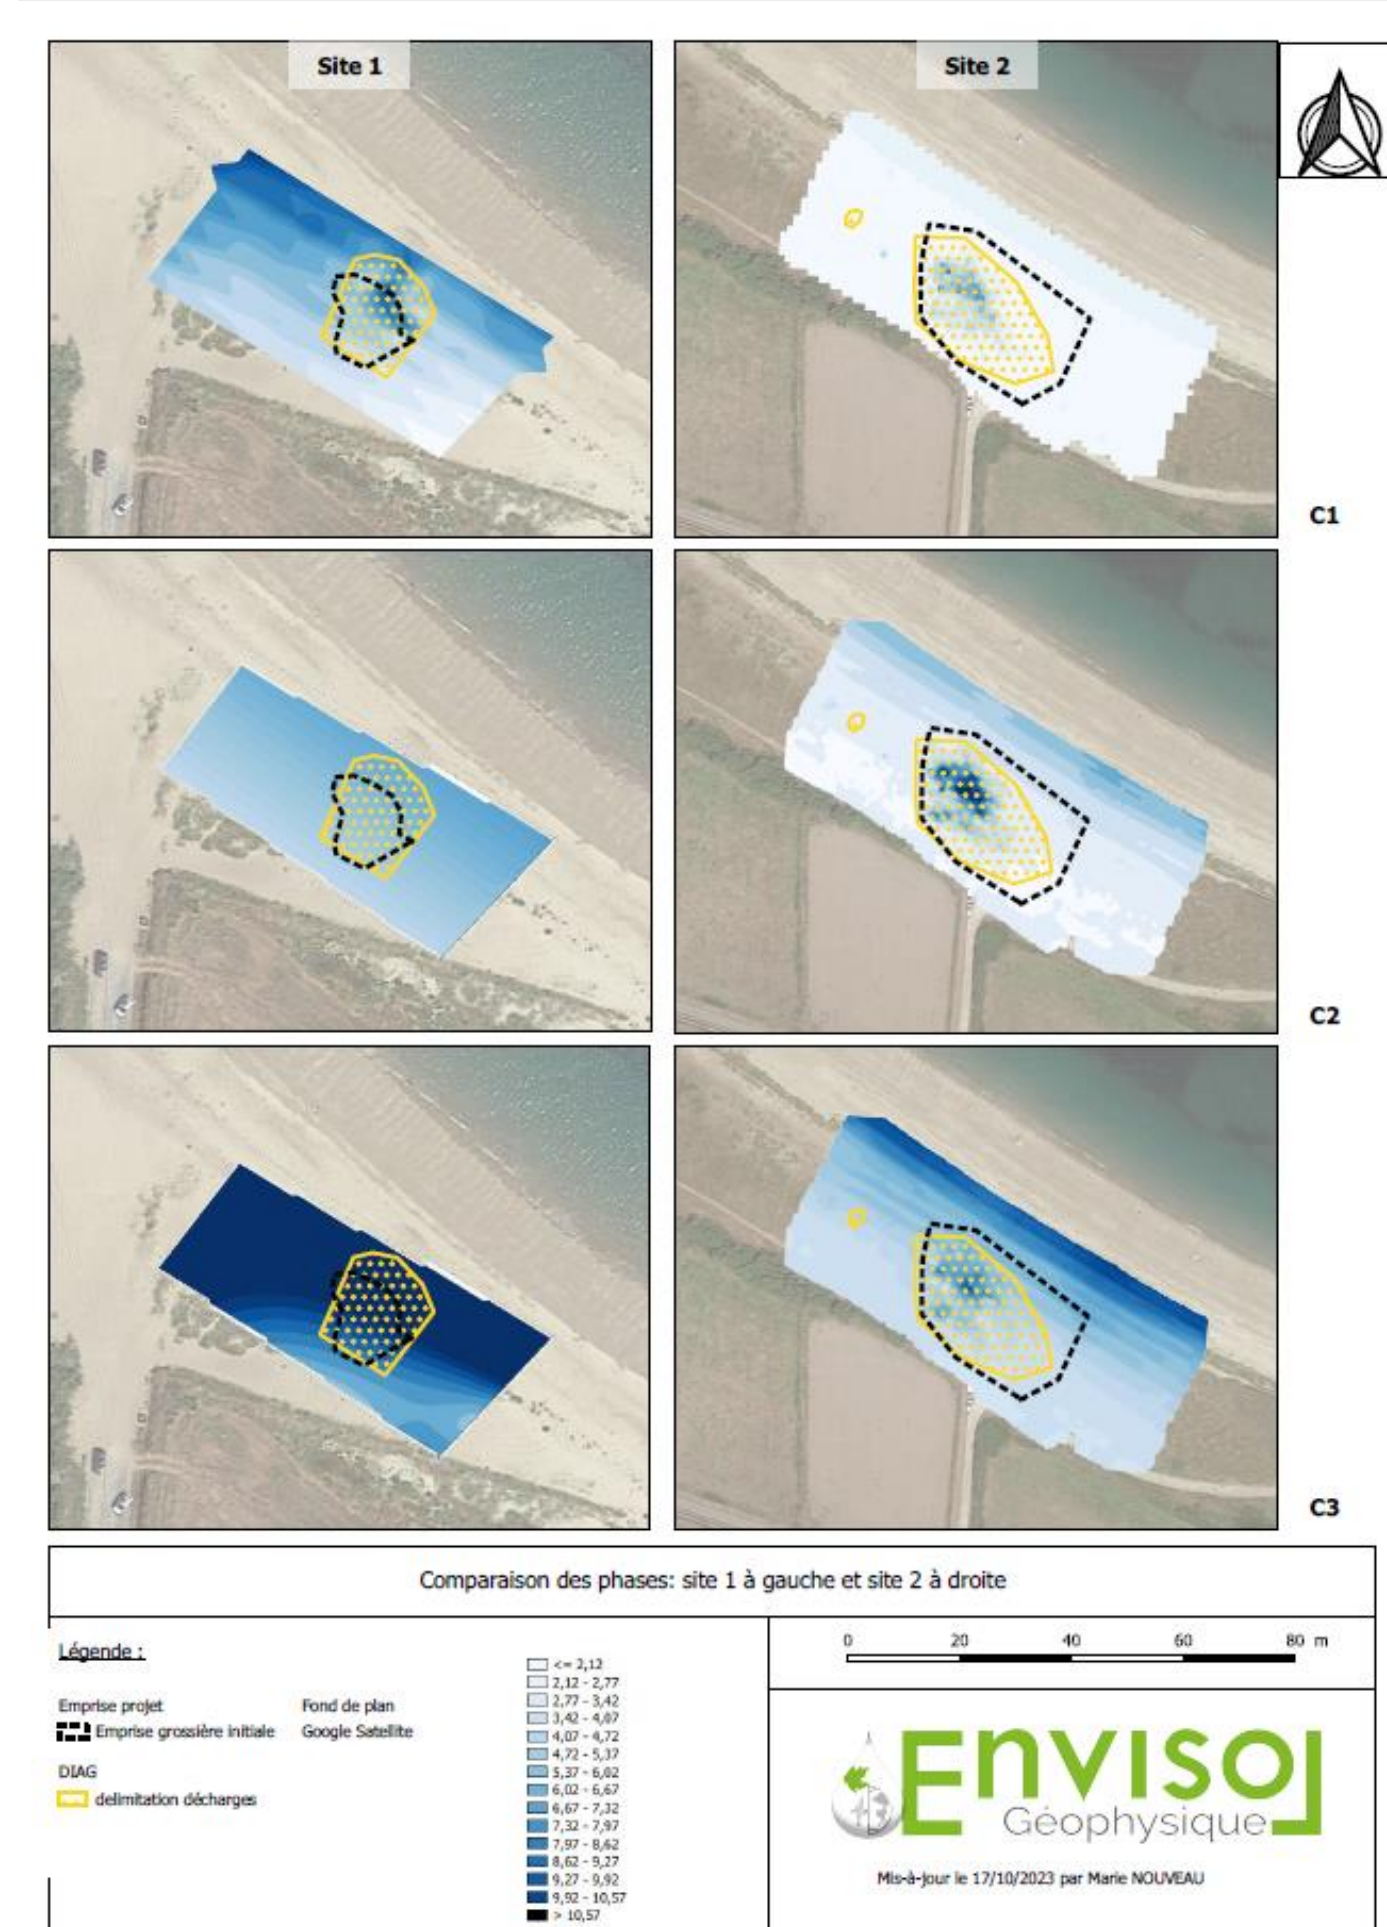 Site 1
Site 2
C1
C2
C3
Comparaison des phases: site 1 à gauche et site 2 à droite
Légende :
Emprise projet
Emprise grossière initiale
DIAG
delimitation décharges
Fond de plan
Google Satellite
<= 2,12
2,12 - 2,77
2,77 - 3,42
3,42 - 4,07
4,07 - 4,72
4,72 - 5,37
5,37 - 6,02
6,02 - 6,67
6,67 - 7,32
7,32 - 7,97
7,97 - 8,62
8,62 - 9,27
9,27 - 9,92
9,92 - 10,57
> 10,57
0 20 40 60 80 m
Envisol
Géophysique
Mis-à-jour le 17/10/2023 par Marie NOUVEAU